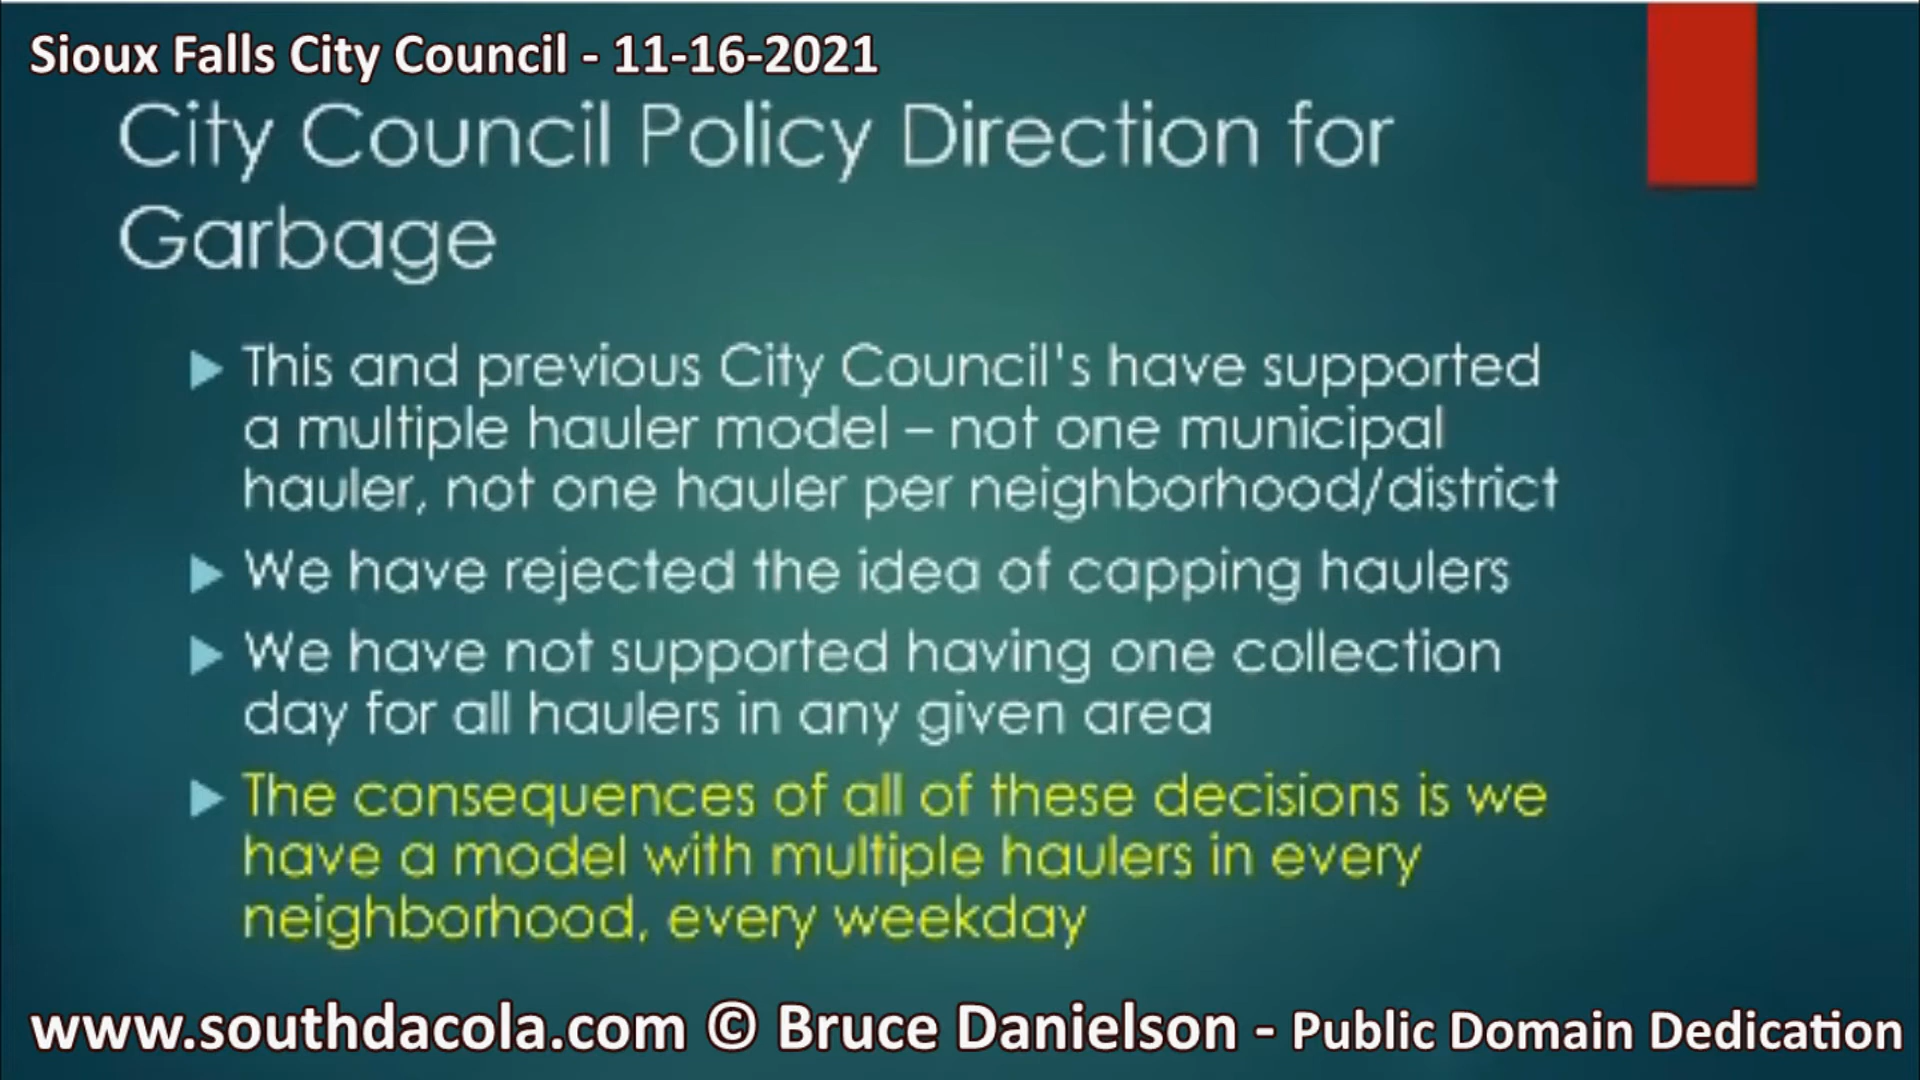 Sioux Falls City Council - 11-16-2021
City Council Policy Direction for
Garbage
This and previous City Council's have supported
a multiple hauler model – not one municipal
hauler, not one hauler per neighborhood/district
We have rejected the idea of capping haulers
We have not supported having one collection
day for all haulers in any given area
The consequences of all of these decisions is we
have a model with multiple haulers in every
neighborhood, every weekday
www.southdacola.com © Bruce Danielson - Public Domain Dedication